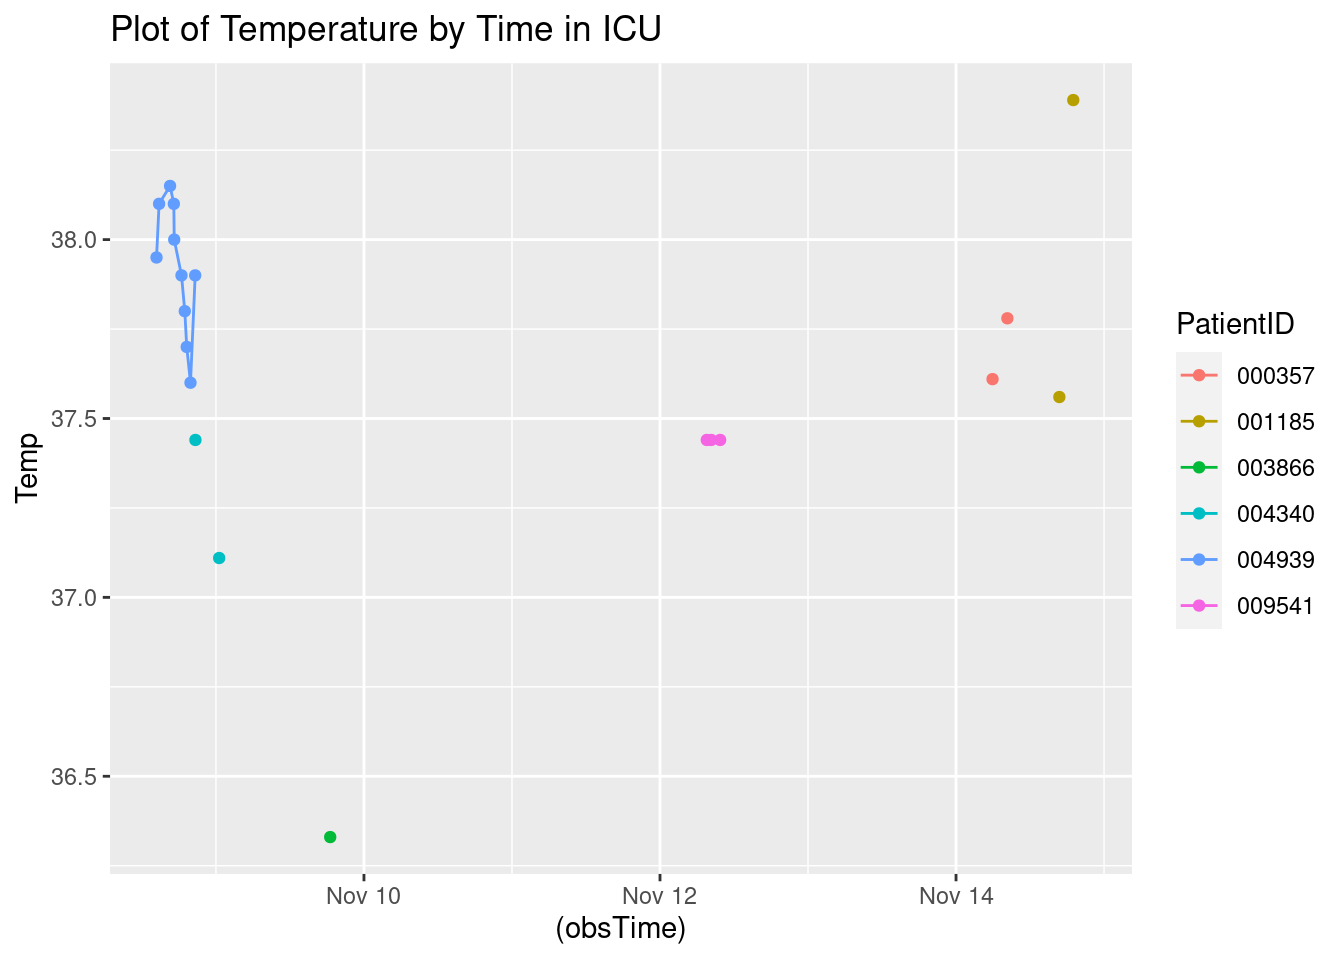 Plot of Temperature by Time in ICU
38.0
37.5
37.0
36.5
Temp
Nov 10
Nov 12
Nov 14
(obsTime)
PatientID
000357
001185
003866
004340
004939
009541